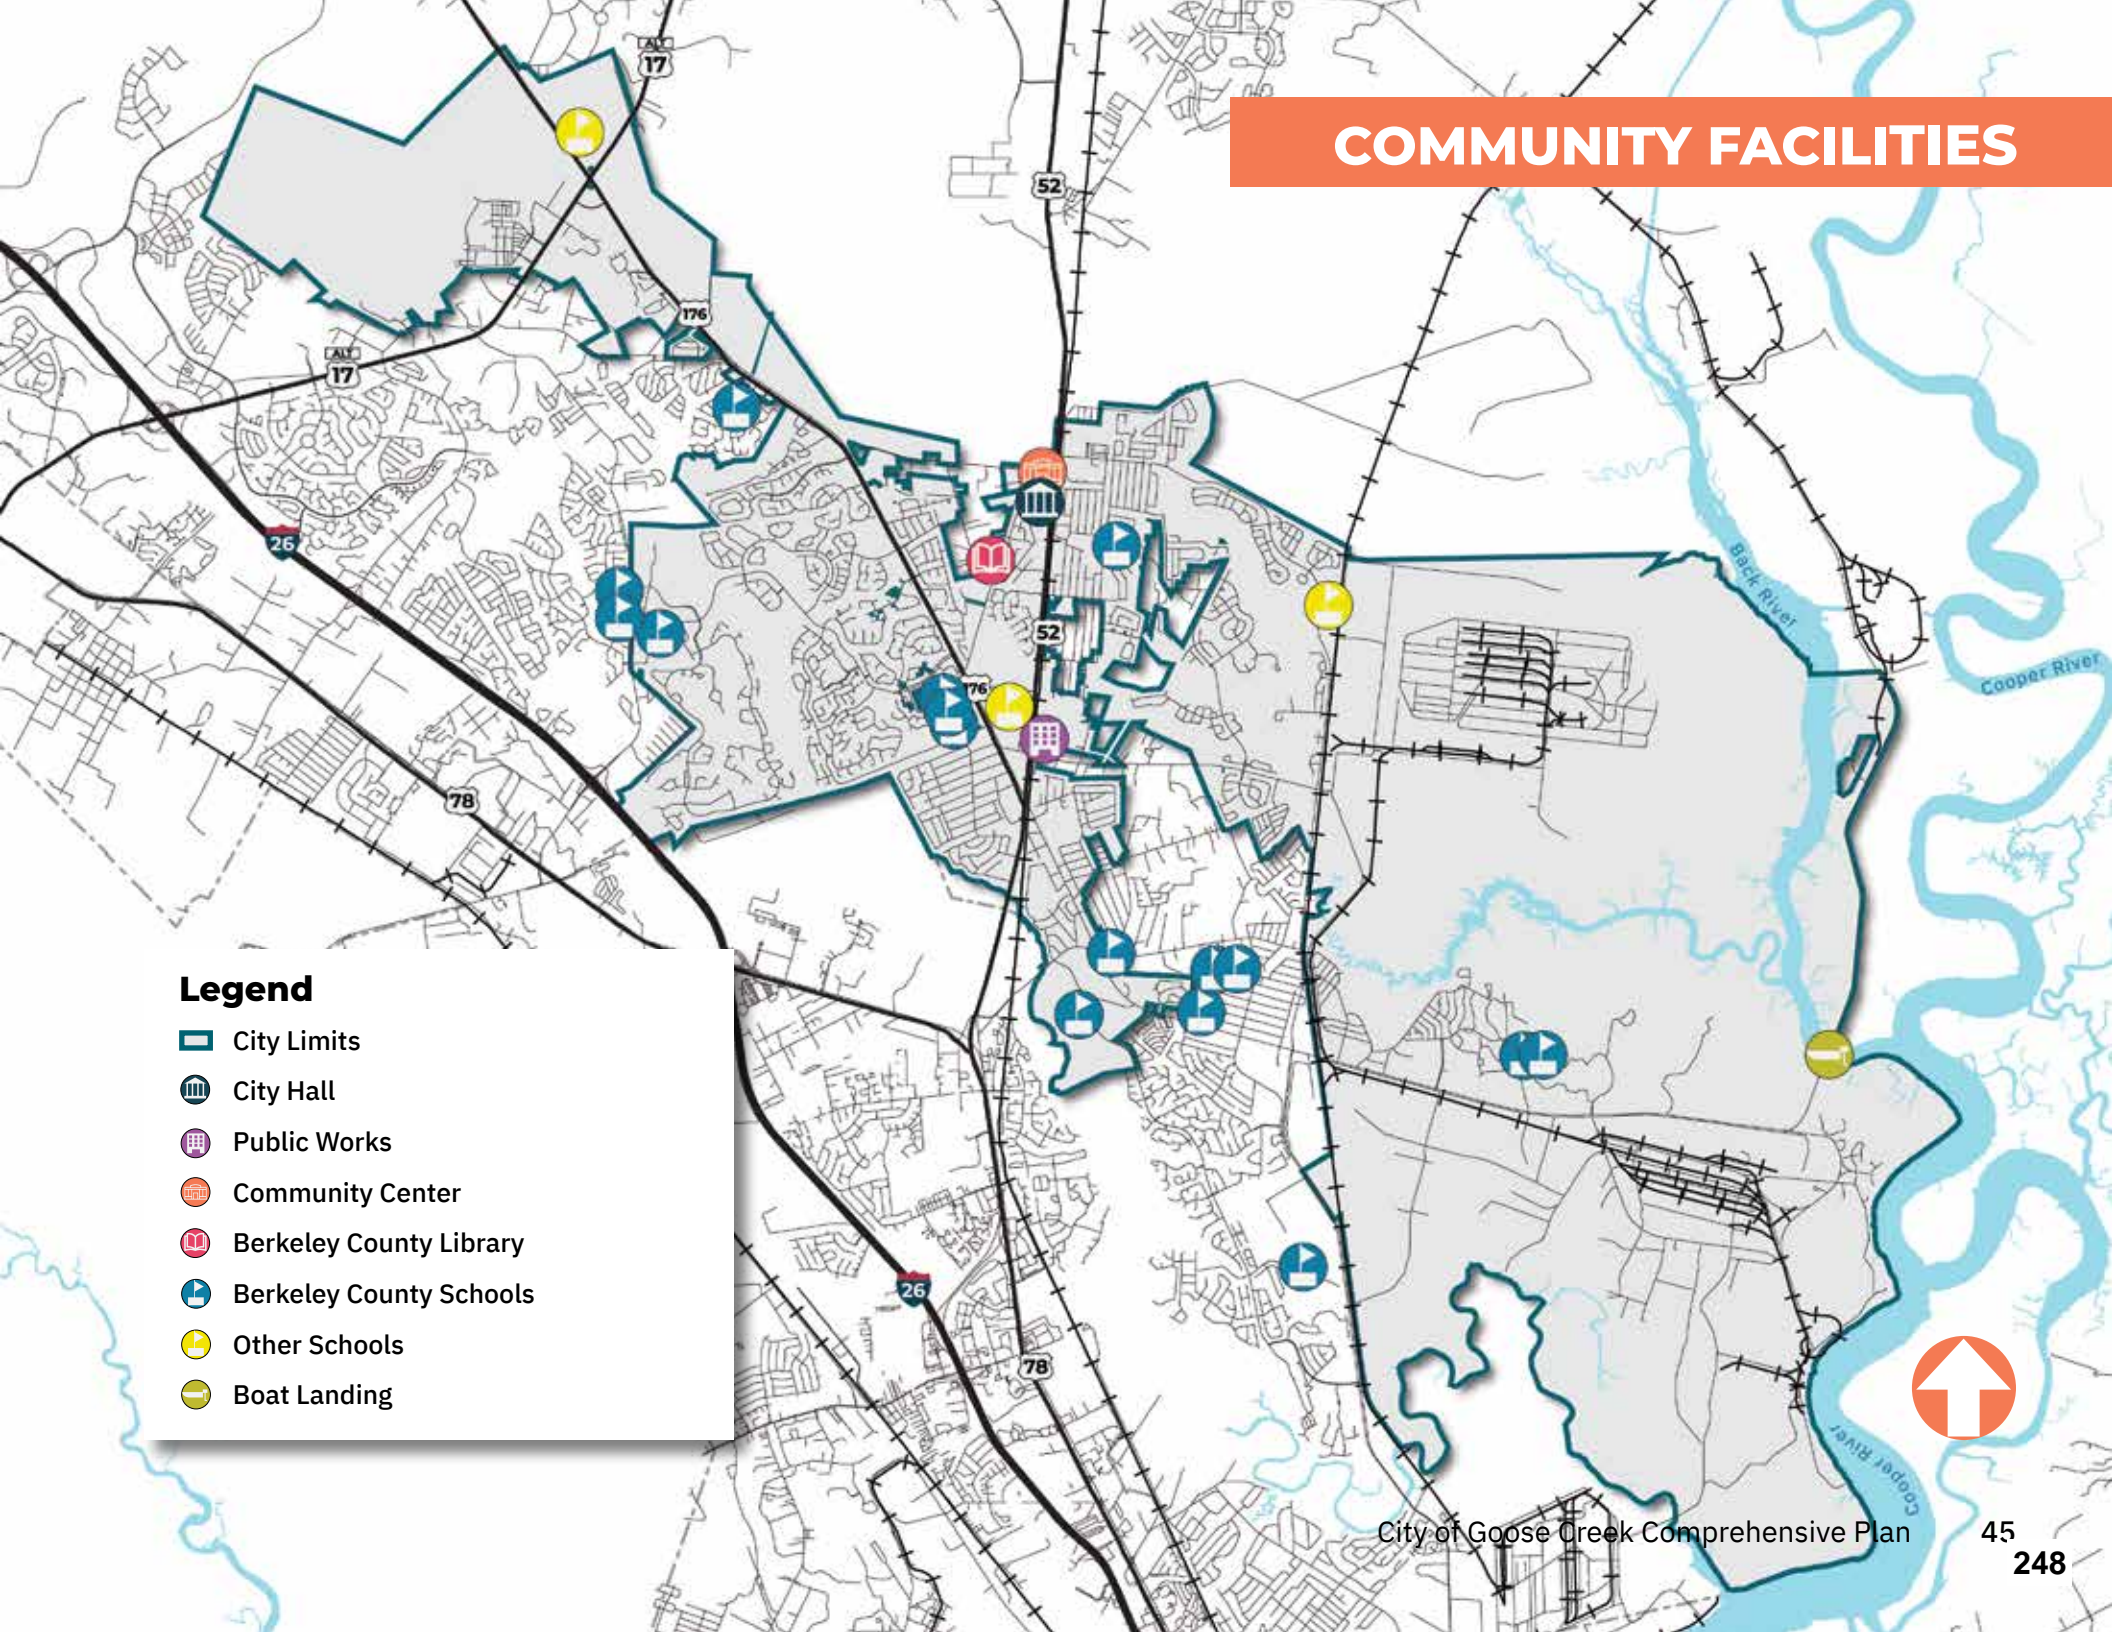 ALT
17
COMMUNITY FACILITIES
52
176
ALT
17
26
Back River
52
Cooper River
176
78
Legend
City Limits
City Hall
Public Works
Community Center
Berkeley County Library
Berkeley County Schools
Other Schools
Boat Landing
26
78
Cooper River
City of Goose Creek Comprehensive Plan 45
248